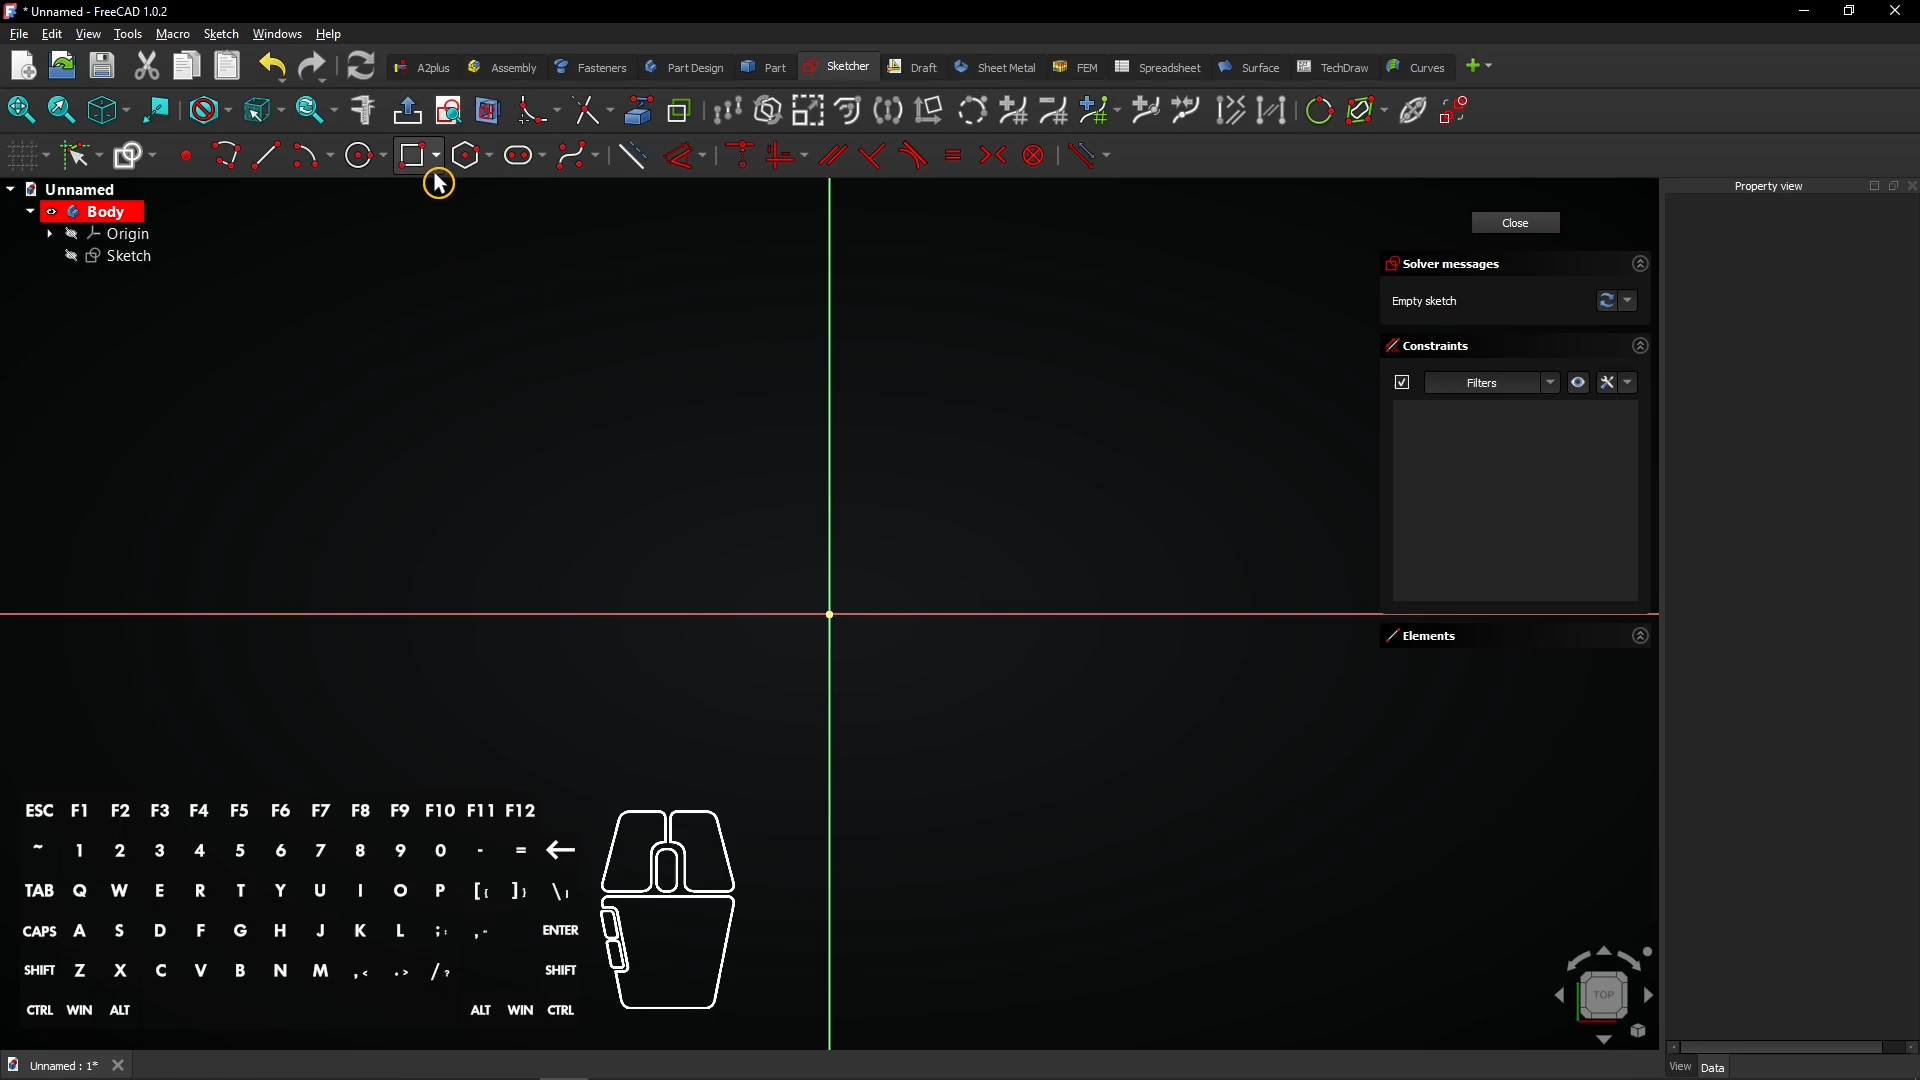 * Unnamed - FreeCAD 1.0.2
File Edit View Tools Macro Sketch Windows Help
A2plus Assembly Fasteners Part Design Part Sketcher Draft Sheet Metal FEM Spreadsheet Surface TechDraw Curves
Unnamed
Body
Origin
Sketch
Property view
Close
Solver messages
Empty sketch
Constraints
Filters
Elements
ESC F1 F2 F3 F4 F5 F6 F7 F8 F9 F10 F11 F12
~ 1 2 3 4 5 6 7 8 9 0 - = ←
TAB Q W E R T Y U I O P [{ ]} \|
CAPS A S D F G H J K L ;: ," ENTER
SHIFT Z X C V B N M ,< .> /? SHIFT
CTRL WIN ALT ALT WIN CTRL
TOP
Unnamed : 1*
View Data